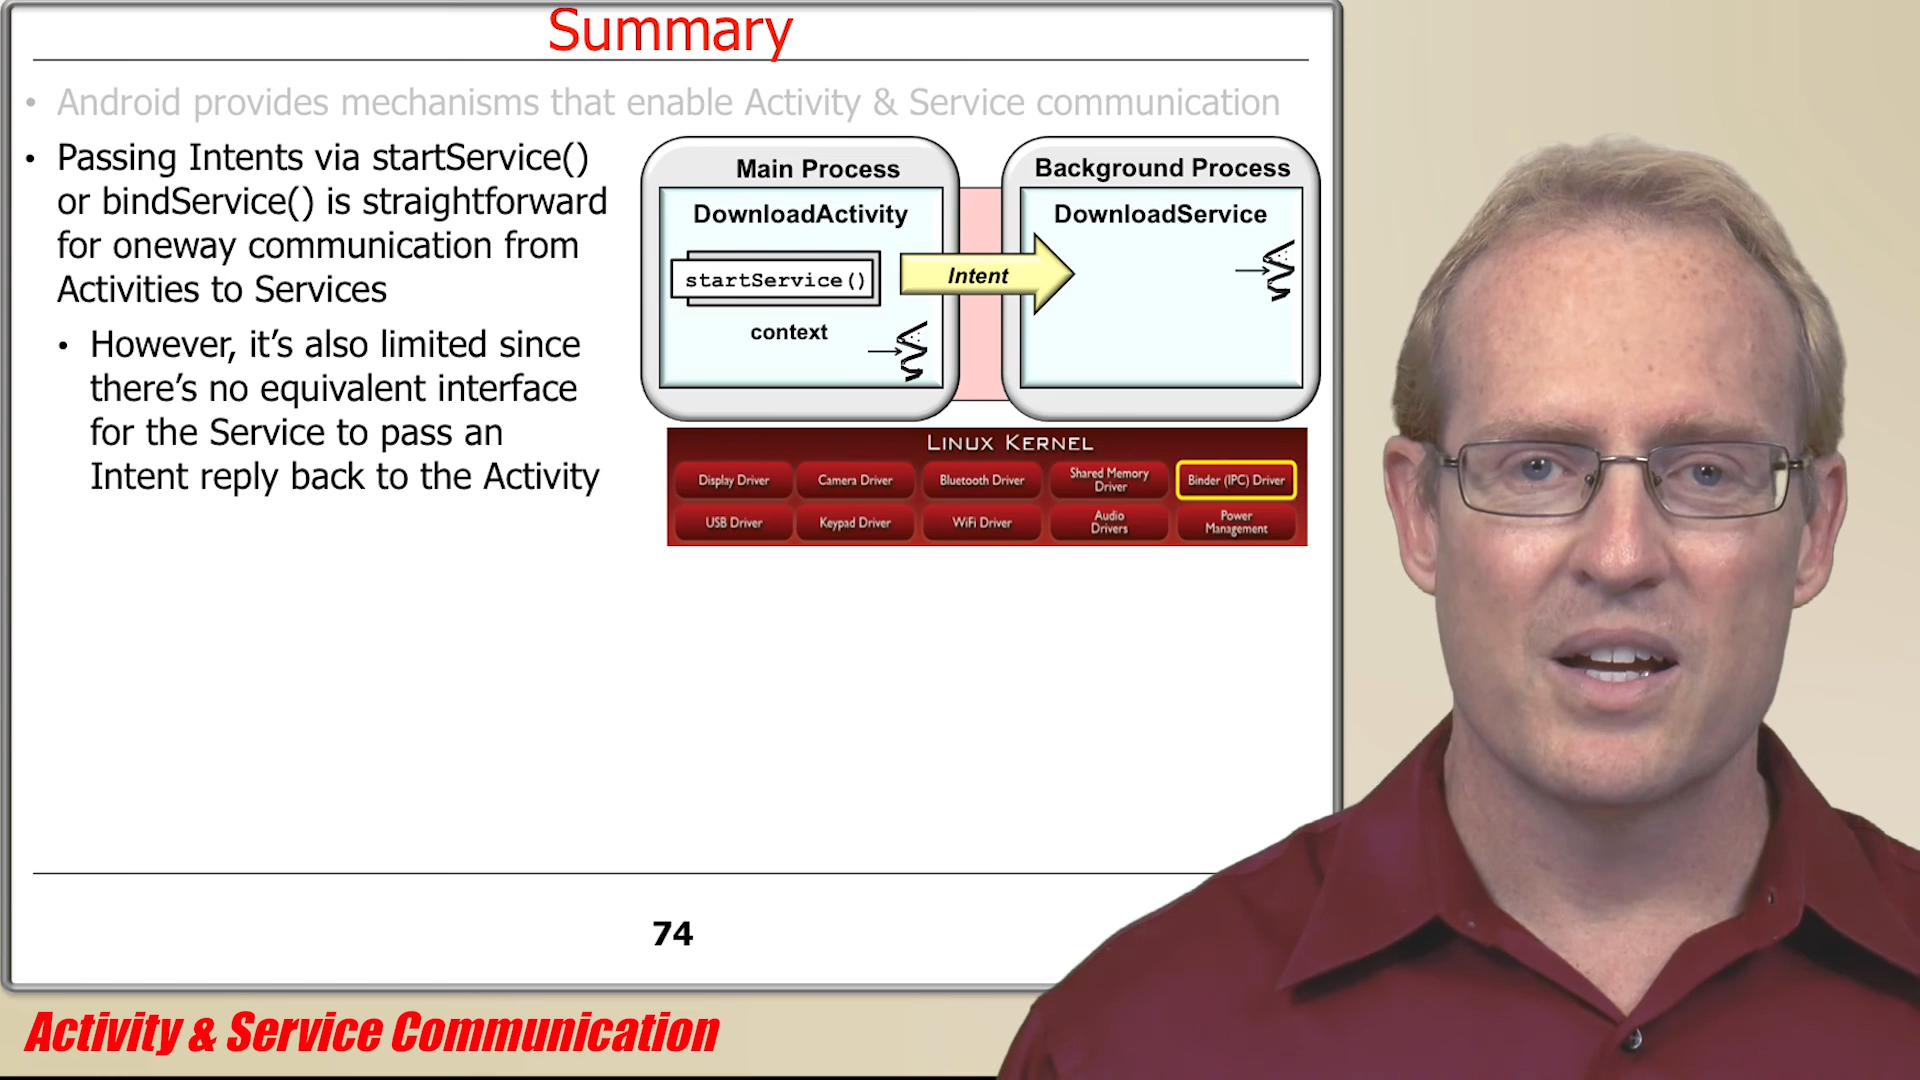 Summary
• Android provides mechanisms that enable Activity & Service communication
• Passing Intents via startService()
or bindService() is straightforward
for oneway communication from
Activities to Services
• However, it's also limited since
there's no equivalent interface
for the Service to pass an
Intent reply back to the Activity
Main Process
DownloadActivity
startService()
context
Intent
Background Process
DownloadService
LINUX KERNEL
Display Driver
Camera Driver
Bluetooth Driver
Shared Memory
Driver
Binder (IPC) Driver
USB Driver
Keypad Driver
WiFi Driver
Audio
Drivers
Power
Management
74
Activity & Service Communication